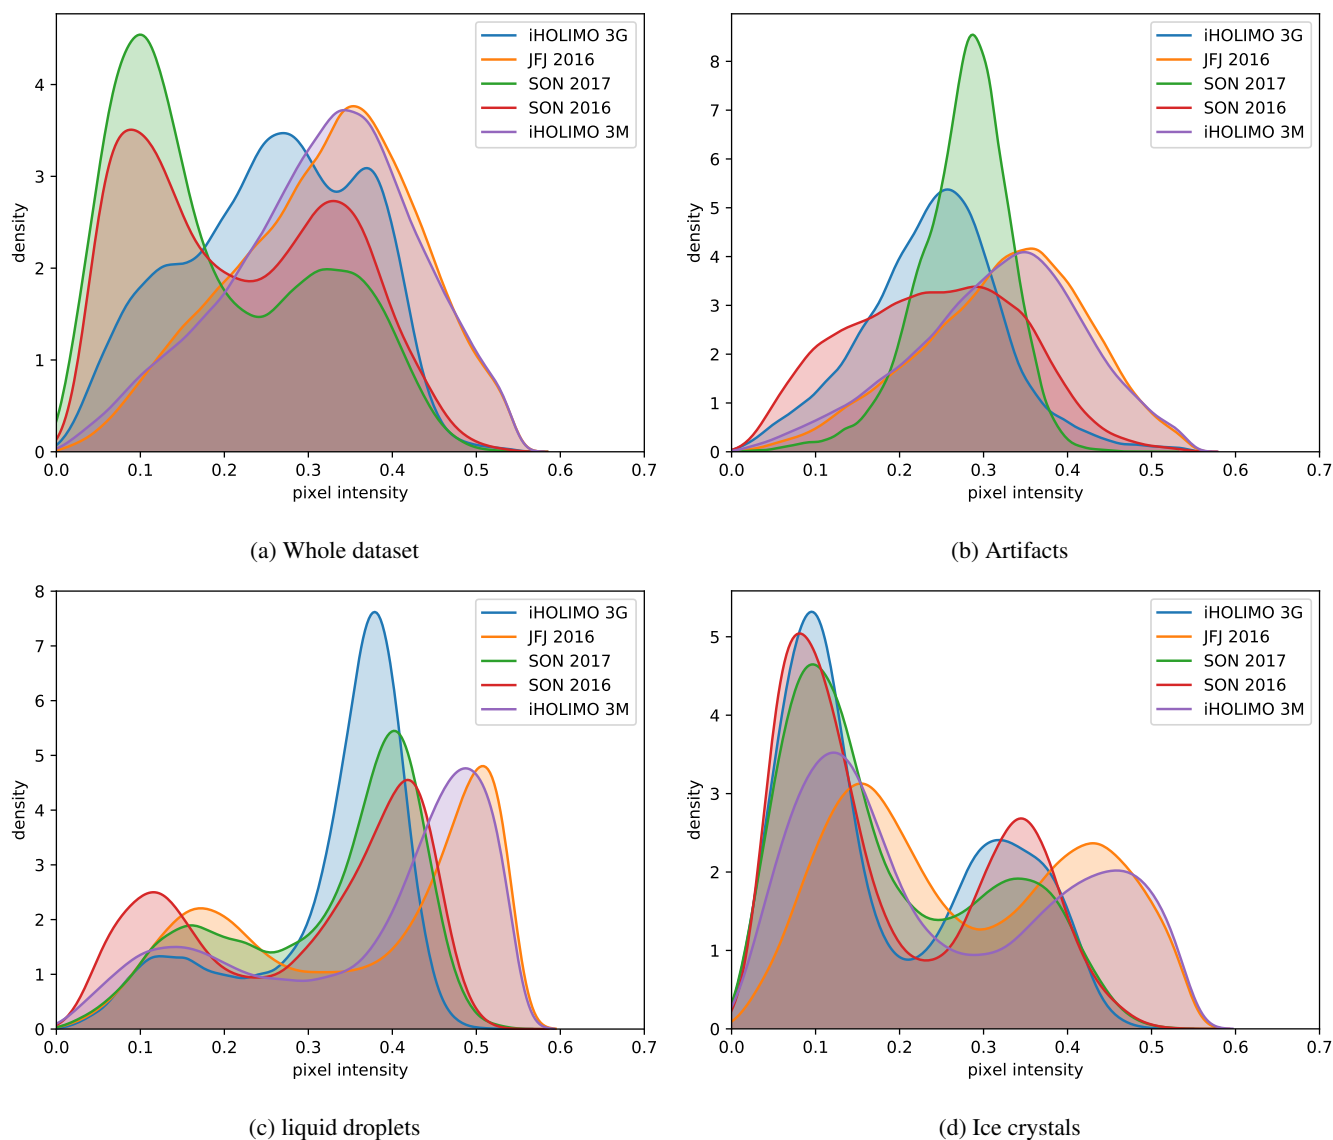 iHOLIMO 3G
JFJ 2016
SON 2017
SON 2016
iHOLIMO 3M
density
4
3
2
1
0
0.0 0.1 0.2 0.3 0.4 0.5 0.6 0.7
pixel intensity
(a) Whole dataset
iHOLIMO 3G
JFJ 2016
SON 2017
SON 2016
iHOLIMO 3M
density
8
7
6
5
4
3
2
1
0
0.0 0.1 0.2 0.3 0.4 0.5 0.6 0.7
pixel intensity
(b) Artifacts
iHOLIMO 3G
JFJ 2016
SON 2017
SON 2016
iHOLIMO 3M
density
8
7
6
5
4
3
2
1
0
0.0 0.1 0.2 0.3 0.4 0.5 0.6 0.7
pixel intensity
(c) liquid droplets
iHOLIMO 3G
JFJ 2016
SON 2017
SON 2016
iHOLIMO 3M
density
5
4
3
2
1
0
0.0 0.1 0.2 0.3 0.4 0.5 0.6 0.7
pixel intensity
(d) Ice crystals